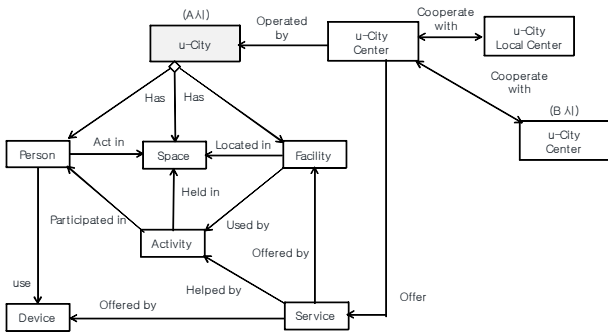 (A시)
u-City
Operated
by
u-City
Center
Cooperate
with
u-City
Local Center
Cooperate
with
(B시)
u-City
Center
Has
Has
Person
Act in
Space
Located in
Facility
Held in
Participated in
Activity
Used by
Offered by
use
Helped by
Device
Offered by
Service
Offer